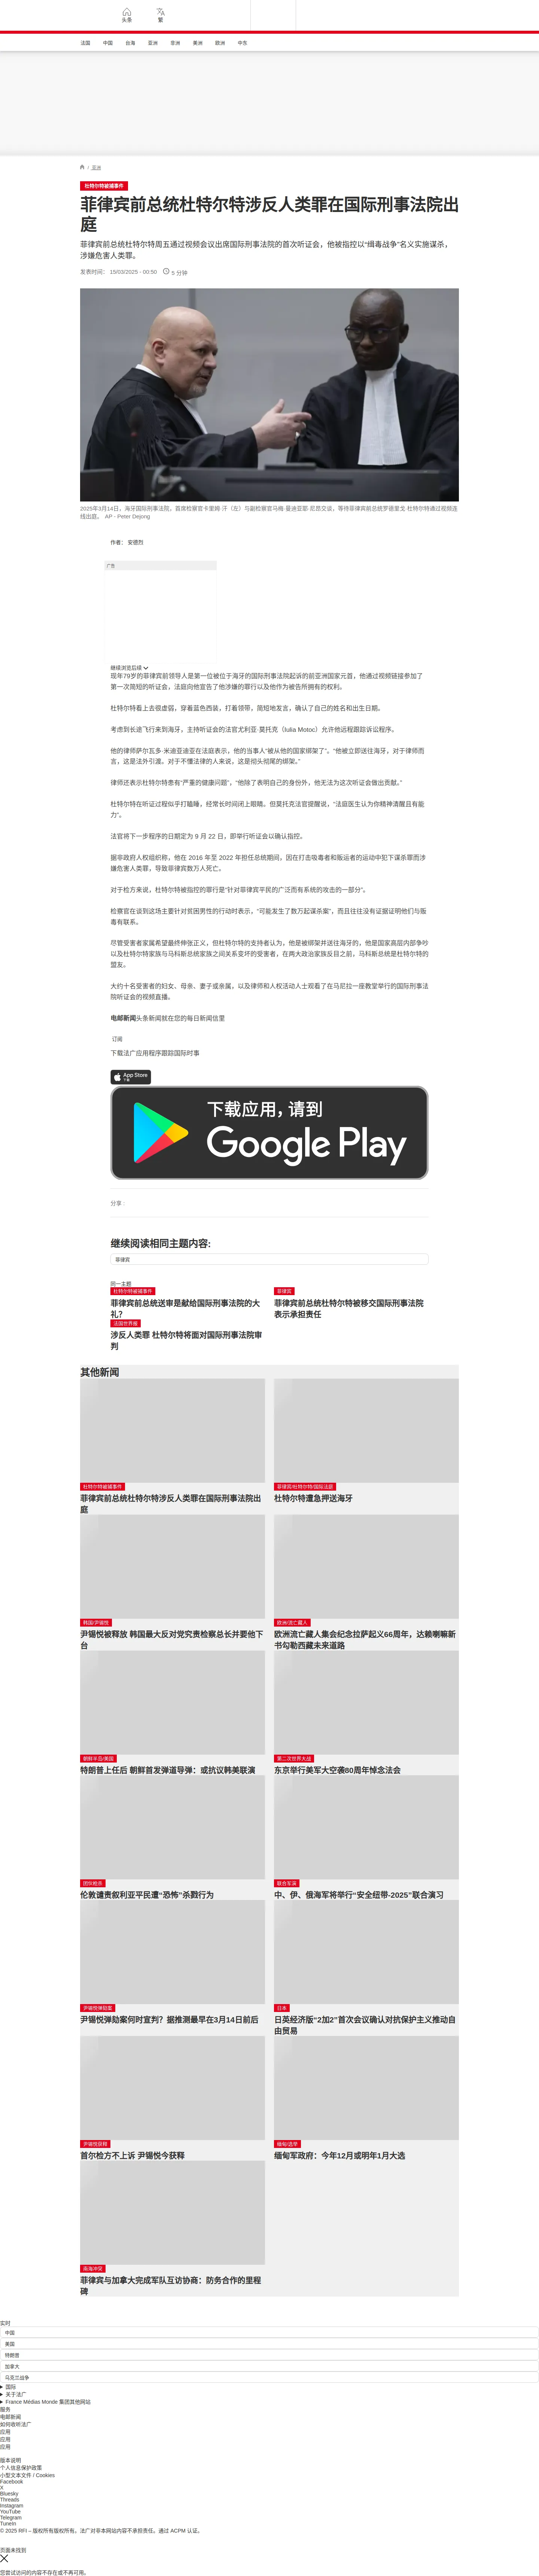 头条
繁
法国
中国
台海
亚洲
非洲
美洲
欧洲
中东
/ 亚洲
杜特尔特被捕事件
菲律宾前总统杜尔特涉反人类罪在国际刑事法院出
庭
菲律宾前总统杜特尔特周五通过视频会议出席国际刑事法院的首次听证会，他被指控以“缉毒战争”名义实施谋杀，
涉嫌危害人类罪。
发表时间： 15/03/2025 - 00:50
5 分钟
2025年3月14日，海牙国际刑事法院，首席检察官卡里姆·汗（左）与副检察官马梅·曼迪亚耶·尼昂交谈，等待菲律宾前总统罗德里戈·杜特尔特通过视频连
线出庭。 AP - Peter Dejong
作者： 安德烈
广告
继续浏览后续
现年79岁的菲律宾前领导人是第一位被位于海牙的国际刑事法院起诉的前亚洲国家元首，他通过视频链接参加了
第一次简短的听证会，法庭向他宣告了他涉嫌的罪行以及他作为被告所拥有的权利。
杜尔特尔特看上去很虚弱，穿着蓝色西装，打着领带，简短地发言，确认了自己的姓名和出生日期。
考虑到长途飞行来到海牙，主持听证会的法官尤利亚·莫托克（Iulia Motoc）允许他远程跟踪诉讼程序。
他的律师萨尔瓦多·米迪亚迪亚在法庭表示，他的当事人“被从他的国家绑架了”。“他被立即送往海牙，对于律师而
言，这是法外引渡。对于不懂法律的人来说，这是彻头彻尾的绑架。”
律师还表示杜尔特尔特患有“严重的健康问题”，“他除了表明自己的身份外，他无法为这次听证会做出贡献。”
杜特尔特在听证过程似乎打瞌睡，经常长时间闭上眼睛。但莫托克法官提醒说，“法庭医生认为你精神清醒且有能
力”。
法官将下一步程序的日期定为 9 月 22 日，即举行听证会以确认指控。
据非政府人权组织称，他在 2016 年至 2022 年担任总统期间，因在打击吸毒者和贩运者的运动中犯下谋杀罪而涉
嫌危害人类罪，导致菲律宾数万人死亡。
对于检方来说，杜特尔特被指控的罪行是“针对菲律宾平民的广泛而有系统的攻击的一部分”。
检察官在谈到这场主要针对贫困男性的行动时表示，“可能发生了数万起谋杀案”，而且往往没有证据证明他们与贩
毒有联系。
尽管受害者家属希望最终伸张正义，但杜特尔特的支持者认为，他是被绑架并送往海牙的，他是国家高层内部争吵
以及杜特尔特家族与马科斯总统家族之间关系变坏的受害者，在两大政治家族反目之前，马科斯总统是杜特尔特的
盟友。
大约十名受害者的妇女、母亲、妻子或亲属，以及律师和人权活动人士观看了在马尼拉一座教堂举行的国际刑事法
院听证会的视频直播。
电邮新闻头条新闻就在您的每日新闻信里
订阅
下载法广应用程序跟踪国际时事
App Store
下载
下载应用，请到
Google Play
分享 :
继续阅读相同主题内容:
菲律宾
同一主题
杜特尔特被捕事件
菲律宾前总统送审是献给国际刑事法院的大
礼？
菲律宾
菲律宾前总统杜特尔特被移交国际刑事法院
表示承担责任
法国世界报
涉反人类罪 杜特尔特将面对国际刑事法院审
判
其他新闻
杜特尔特被捕事件
菲律宾前总统杜特尔特涉反人类罪在国际刑事法院出
庭
菲律宾/杜特尔特/国际法庭
杜特尔特遭急押送海牙
韩国/尹锡悦
尹锡悦被释放 韩国最大反对党究责检察总长并要他下
台
欧洲/流亡藏人
欧洲流亡藏人集会纪念拉萨起义66周年，达赖喇嘛新
书勾勒西藏未来道路
朝鲜半岛/美国
特朗普上任后 朝鲜首发弹道导弹：或抗议韩美联演
第二次世界大战
东京举行美军大空袭80周年悼念法会
团伙枪杀
伦敦谴责叙利亚平民遭“恐怖”杀戮行为
联合军演
中、伊、俄海军将举行“安全纽带-2025”联合演习
尹锡悦弹劾案
尹锡悦弹劾案何时宣判？据推测最早在3月14日前后
日本
日英经济版“2加2”首次会议确认对抗保护主义推动自
由贸易
尹锡悦获释
首尔检方不上诉 尹锡悦今获释
缅甸/选举
缅甸军政府：今年12月或明年1月大选
南海冲突
菲律宾与加拿大完成军队互访协商：防务合作的里程
碑
实时
中国
美国
特朗普
加拿大
乌克兰战争
国际
关于法广
France Médias Monde 集团其他网站
服务
电邮新闻
如何收听法广
应用
应用
应用
版本说明
个人信息保护政策
小型文本文件 / Cookies
Facebook
X
Bluesky
Threads
Instagram
YouTube
Telegram
TuneIn
© 2025 RFI – 版权所有版权所有。法广对非本网站内容不承担责任。通过 ACPM 认证。
页面未找到
您尝试访问的内容不存在或不再可用。